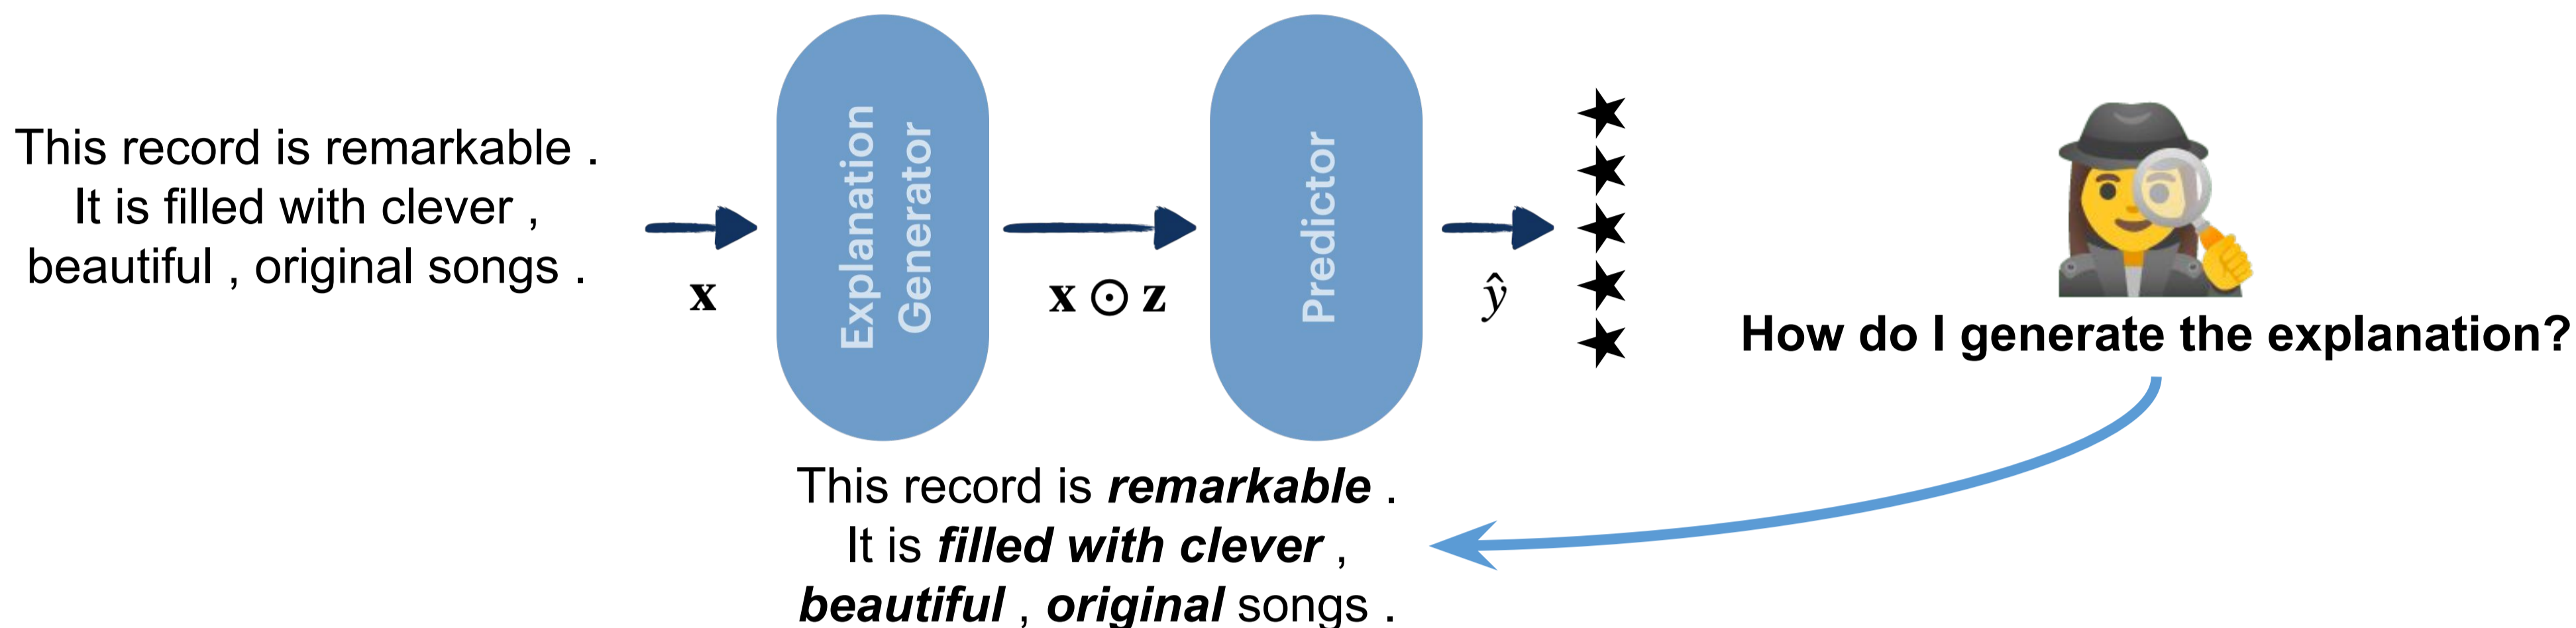 This record is remarkable .
It is filled with clever ,
beautiful , original songs .
x
Explanation
Generator
x ⊙ z
Predictor
ŷ
How do I generate the explanation?
This record is remarkable .
It is filled with clever ,
beautiful , original songs .